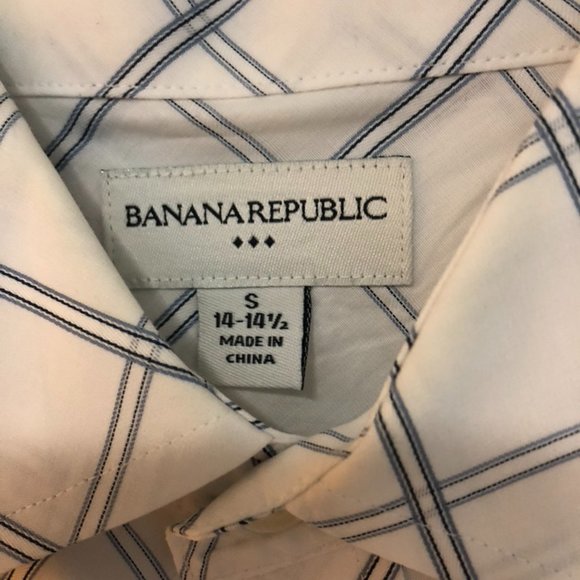 BANANA REPUBLIC
♦♦♦
S
14-14½
MADE IN
CHINA